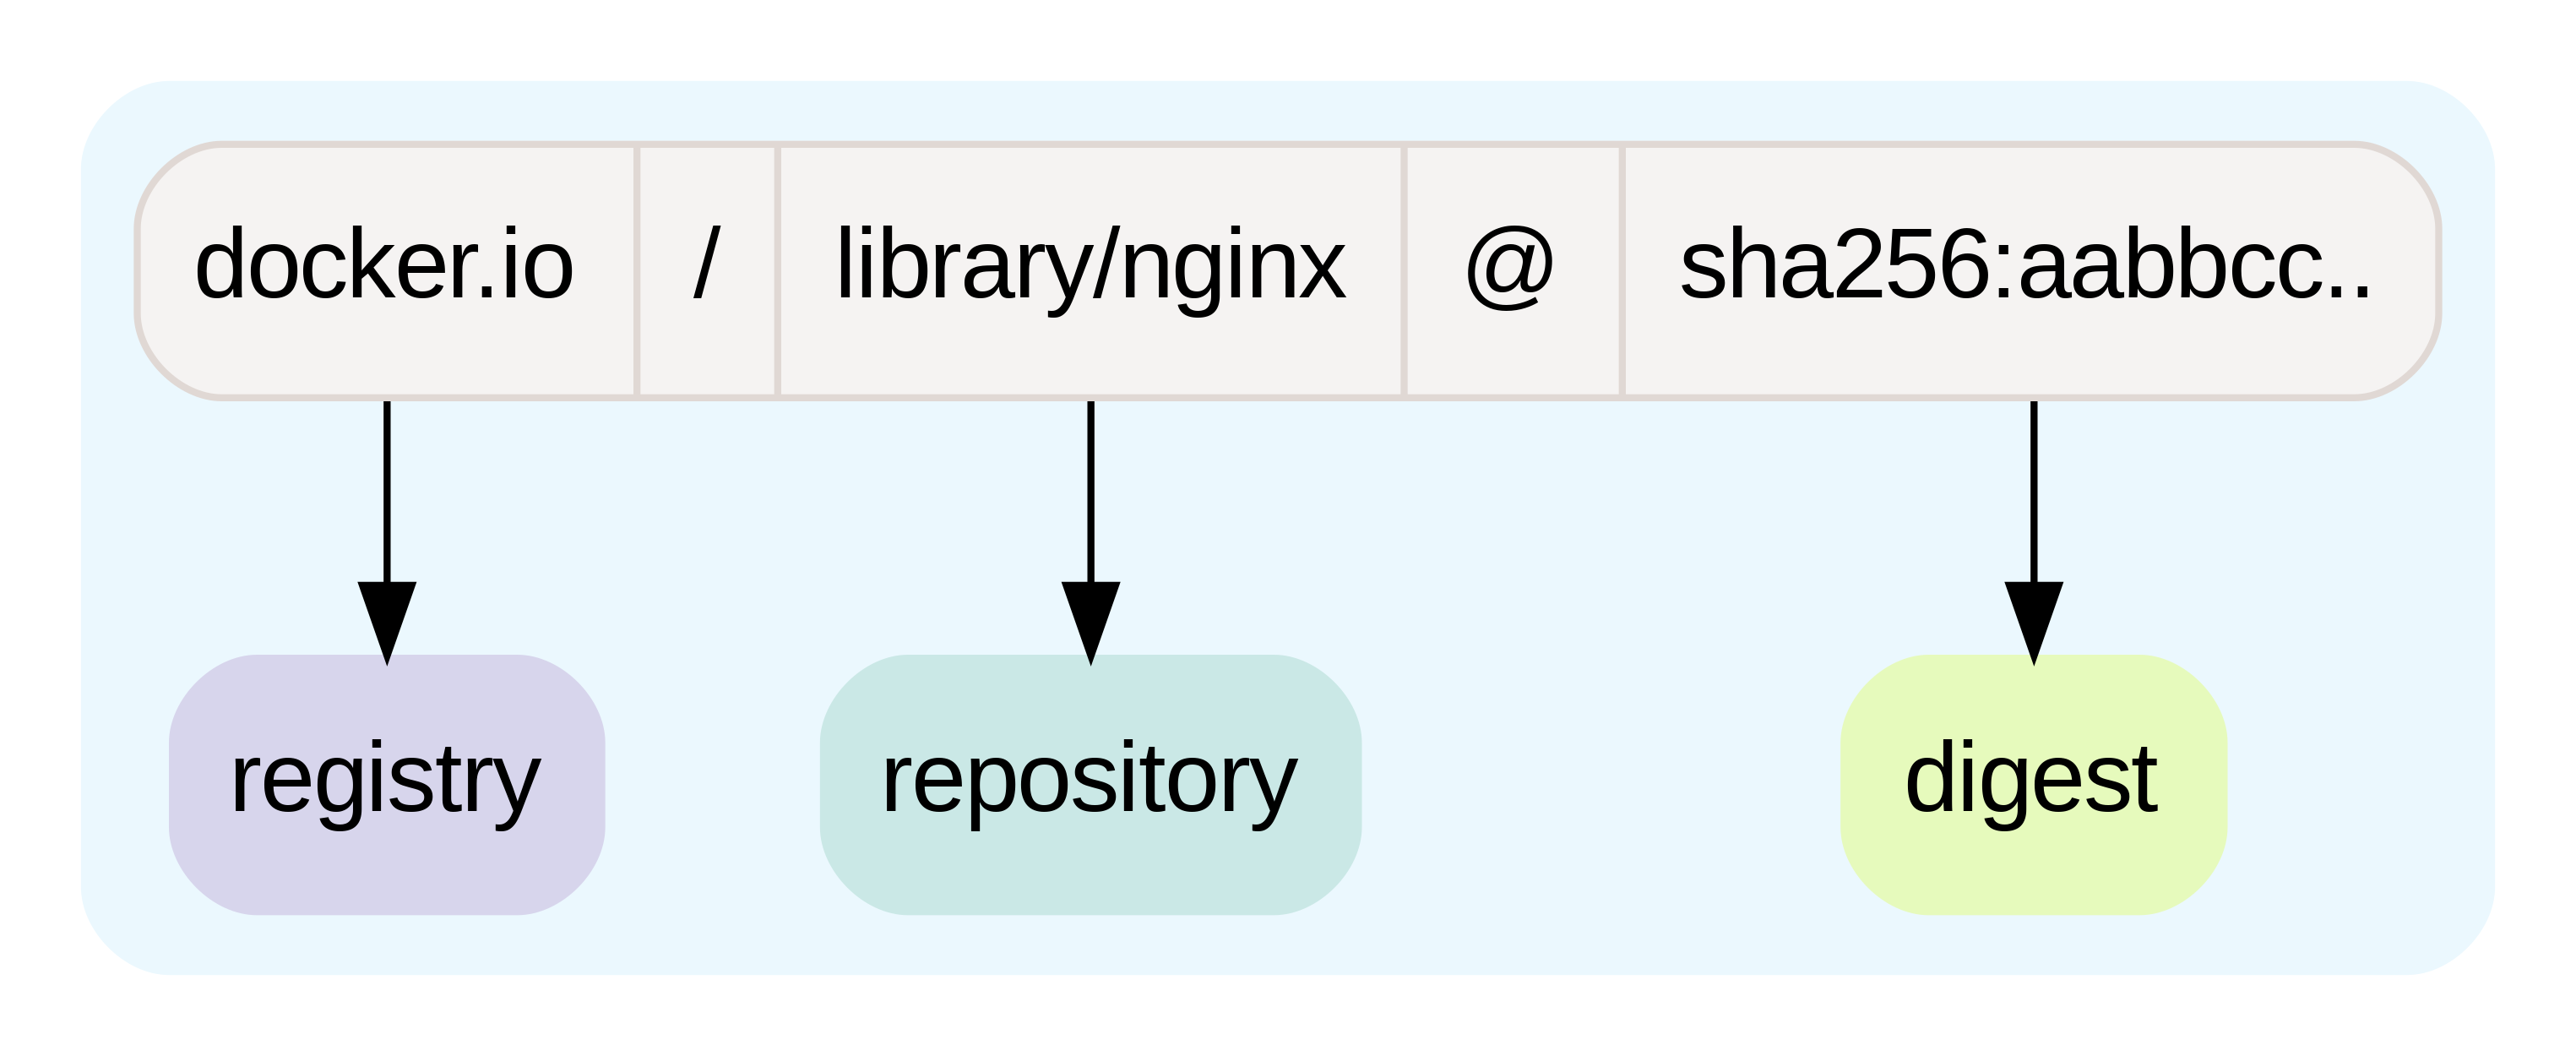 docker.io / library/nginx @ sha256:aabbcc..
registry repository digest